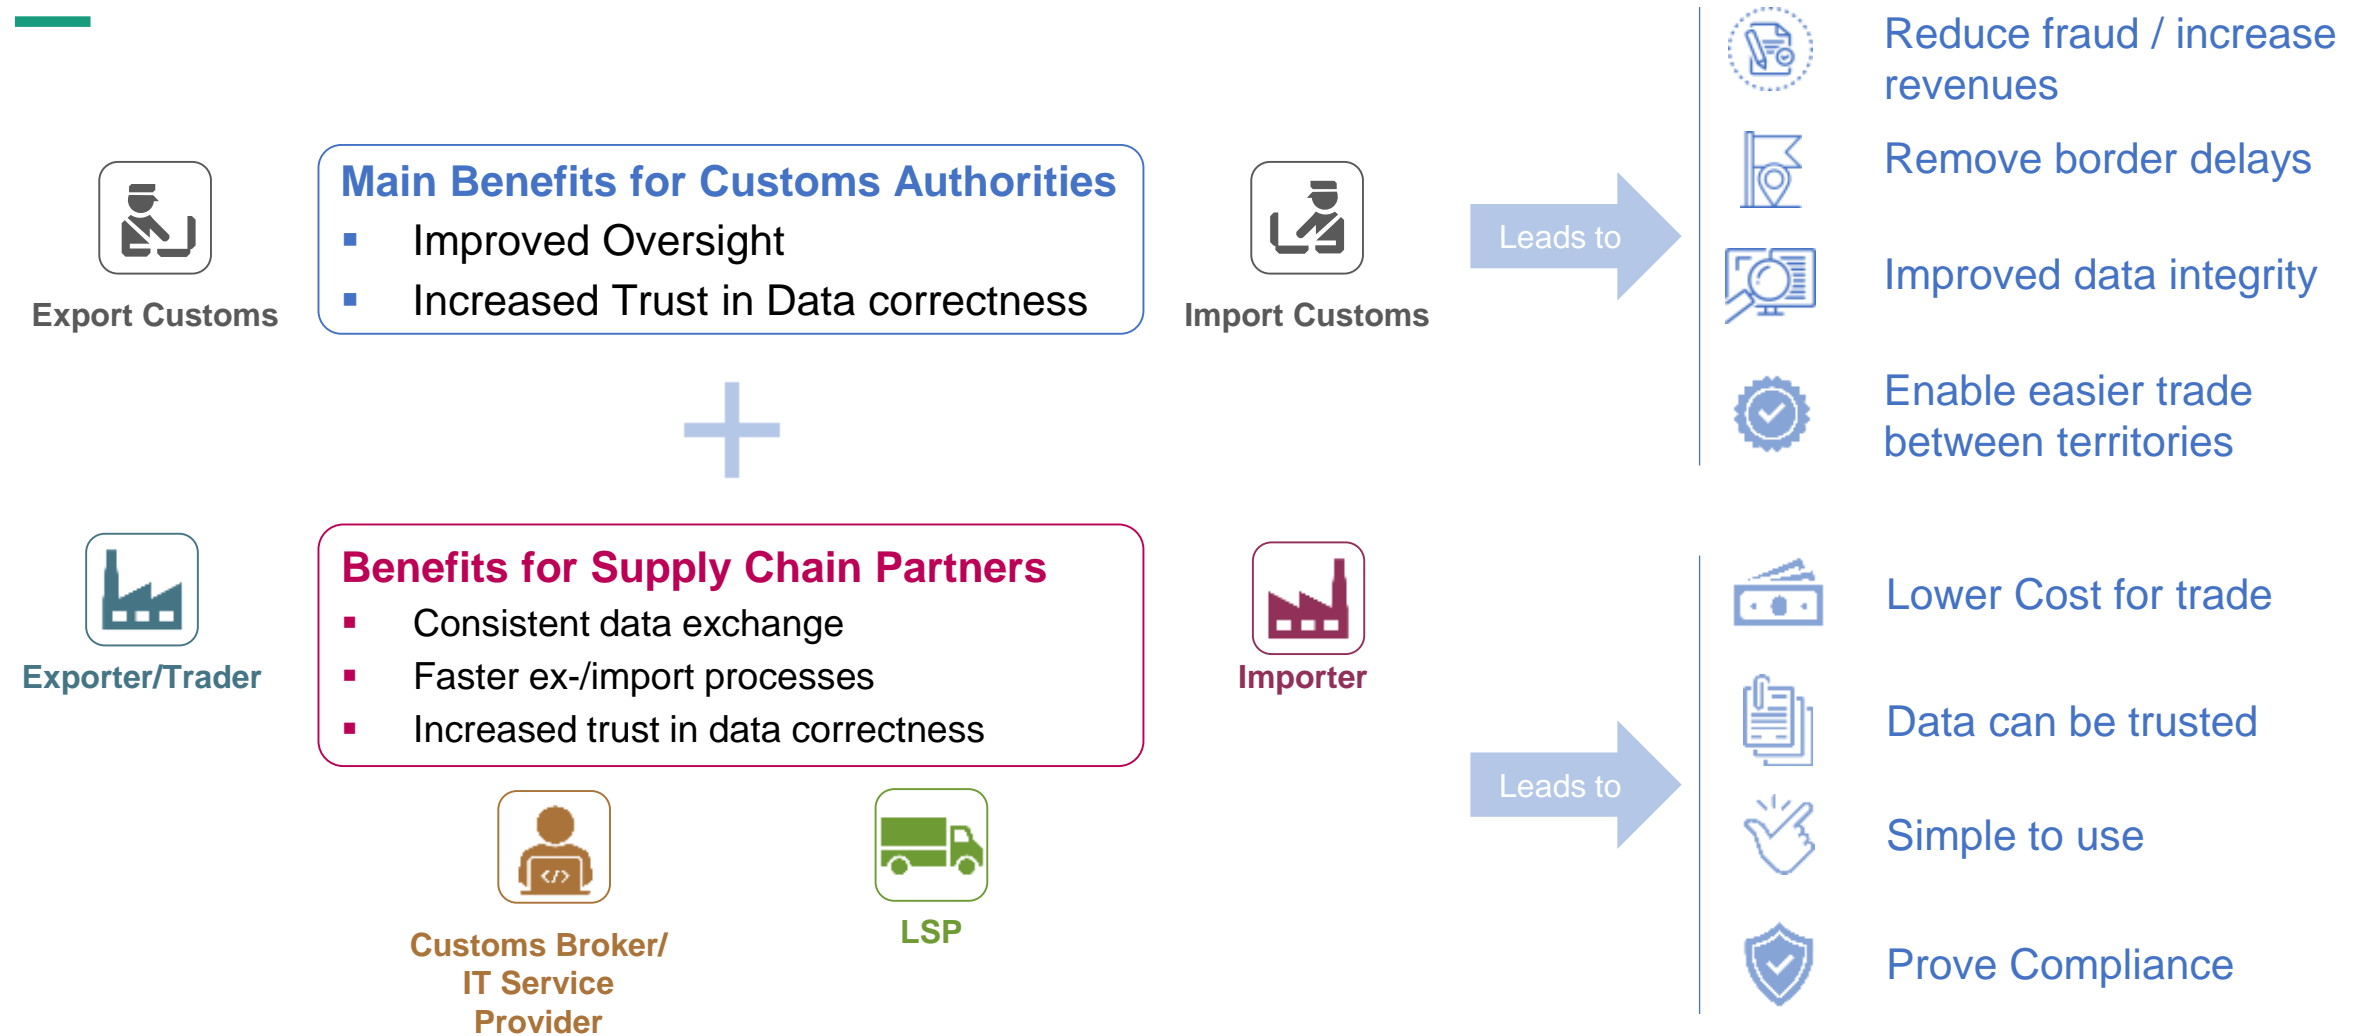 Export Customs
Main Benefits for Customs Authorities
▪ Improved Oversight
▪ Increased Trust in Data correctness
Import Customs
Leads to
Reduce fraud / increase
revenues
Remove border delays
Improved data integrity
Enable easier trade
between territories
Exporter/Trader
Benefits for Supply Chain Partners
▪ Consistent data exchange
▪ Faster ex-/import processes
▪ Increased trust in data correctness
Importer
Customs Broker/
IT Service
Provider
</>
LSP
Leads to
Lower Cost for trade
Data can be trusted
Simple to use
Prove Compliance